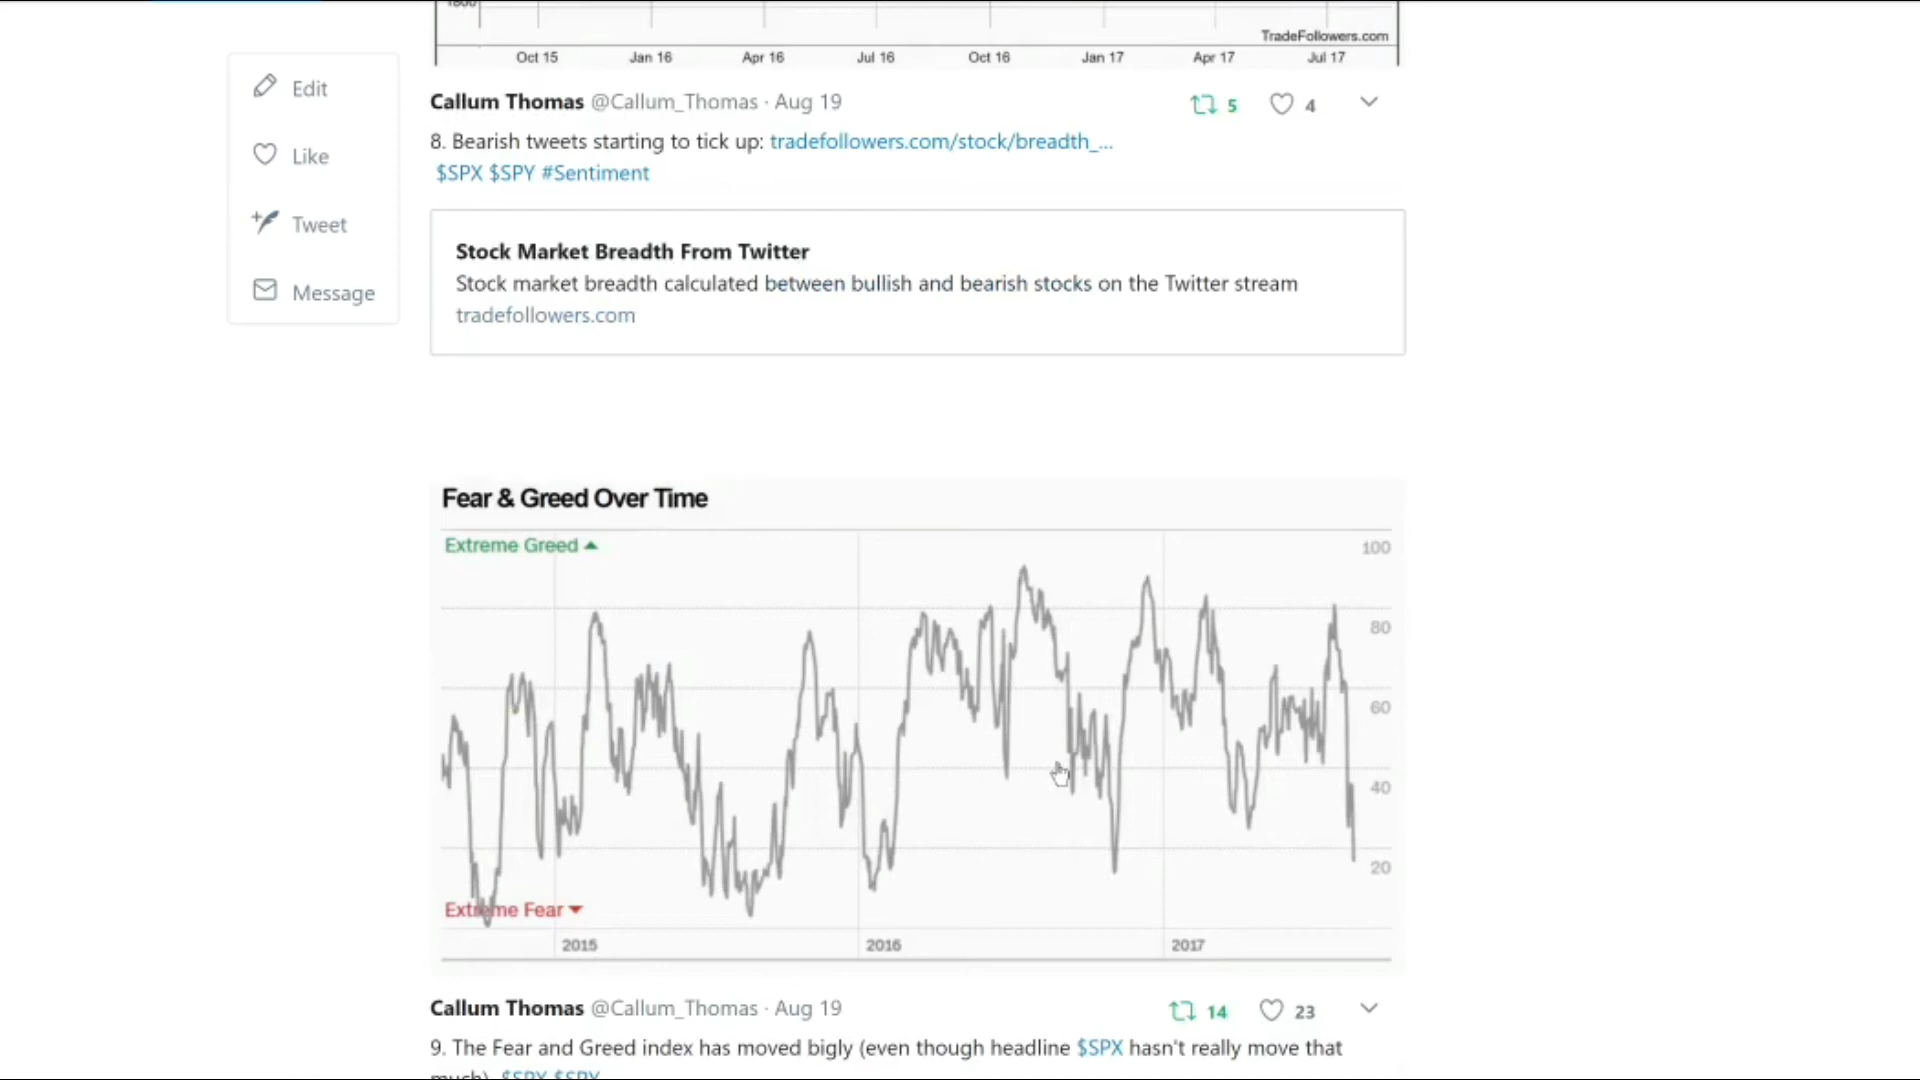 1800
TradeFollowers.com
Oct 15 Jan 16 Apr 16 Jul 16 Oct 16 Jan 17 Apr 17 Jul 17
Edit
Like
Tweet
Message
Callum Thomas @Callum_Thomas · Aug 19 5 4
8. Bearish tweets starting to tick up: tradefollowers.com/stock/breadth_...
$SPX $SPY #Sentiment
Stock Market Breadth From Twitter
Stock market breadth calculated between bullish and bearish stocks on the Twitter stream
tradefollowers.com
Fear & Greed Over Time
Extreme Greed ▲
100
80
60
40
20
Extreme Fear ▼
2015 2016 2017
Callum Thomas @Callum_Thomas · Aug 19 14 23
9. The Fear and Greed index has moved bigly (even though headline $SPX hasn't really move that
much) $SPX $SPY